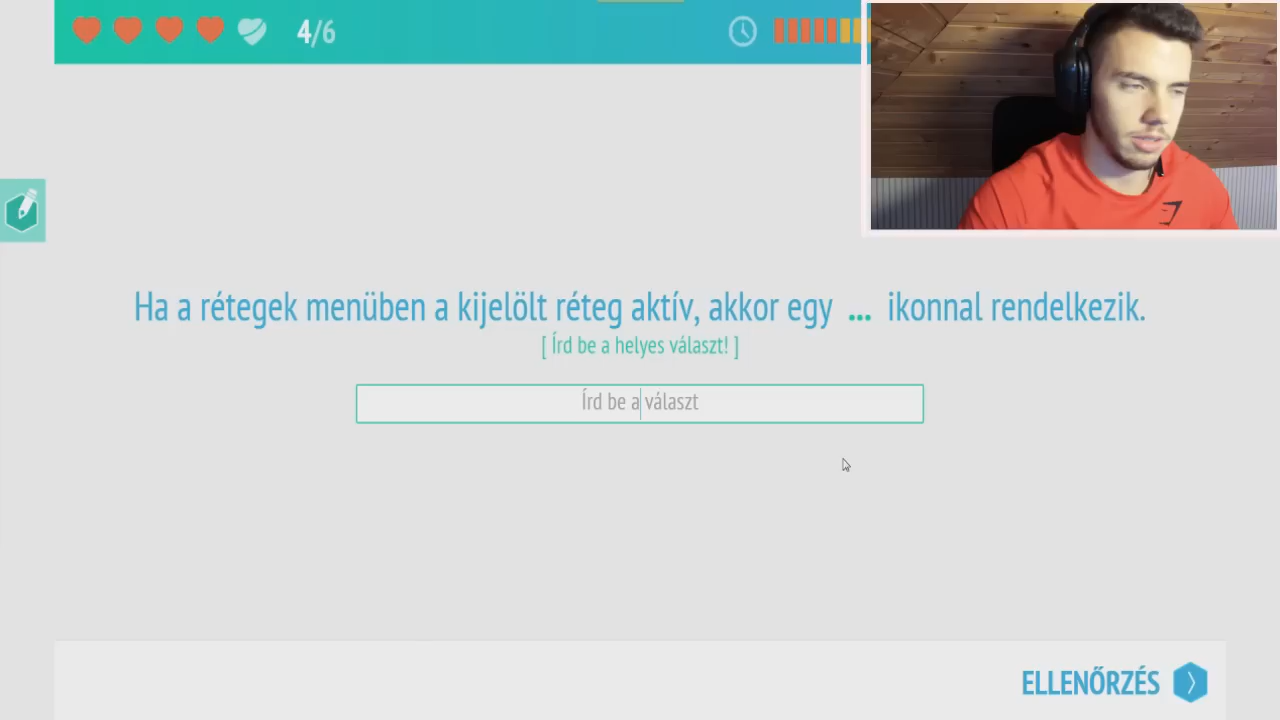 4/6
Ha a rétegek menüben a kijelölt réteg aktív, akkor egy ... ikonnal rendelkezik.
[ Írd be a helyes választ! ]
Írd be a választ
ELLENŐRZÉS